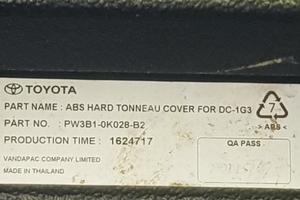 TOYOTA
PART NAME : ABS HARD TONNEAU COVER FOR DC-1G3
PART NO. : PW3B1-0K028-B2
PRODUCTION TIME : 1624717
VANDAPAC COMPANY LIMITED
MADE IN THAILAND
7
> ABS <
QA PASS